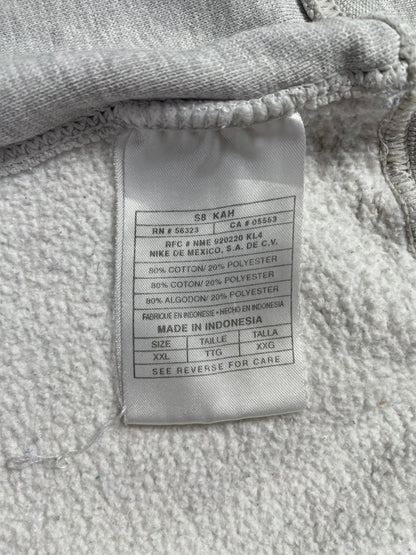 S8 KAH
RN # 56323 CA # 05553
RFC # NME 920220 KL4
NIKE DE MEXICO, S.A. DE C.V.
80% COTTON/ 20% POLYESTER
80% COTON/ 20% POLYESTER
80% ALGODON/ 20% POLYESTER
FABRIQUE EN INDONESIE • HECHO EN INDONESIA
MADE IN INDONESIA
SIZE TAILLE TALLA
XXL TTG XXG
SEE REVERSE FOR CARE